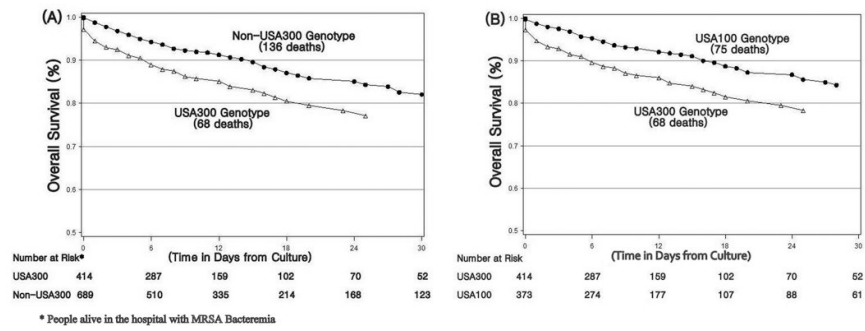 (A)
Overall Survival (%)
1.0
0.9
0.8
0.7
0.6
0.5
Non-USA300 Genotype
(136 deaths)
USA300 Genotype
(68 deaths)
0 6 12 18 24 30
(Time in Days from Culture)
Number at Risk*
USA300 414 287 159 102 70 52
Non-USA300 689 510 335 214 168 123
* People alive in the hospital with MRSA Bacteremia
(B)
Overall Survival (%)
1.0
0.9
0.8
0.7
0.6
0.5
USA100 Genotype
(75 deaths)
USA300 Genotype
(68 deaths)
0 6 12 18 24 30
(Time in Days from Culture)
Number at Risk
USA300 414 287 159 102 70 52
USA100 373 274 177 107 88 61